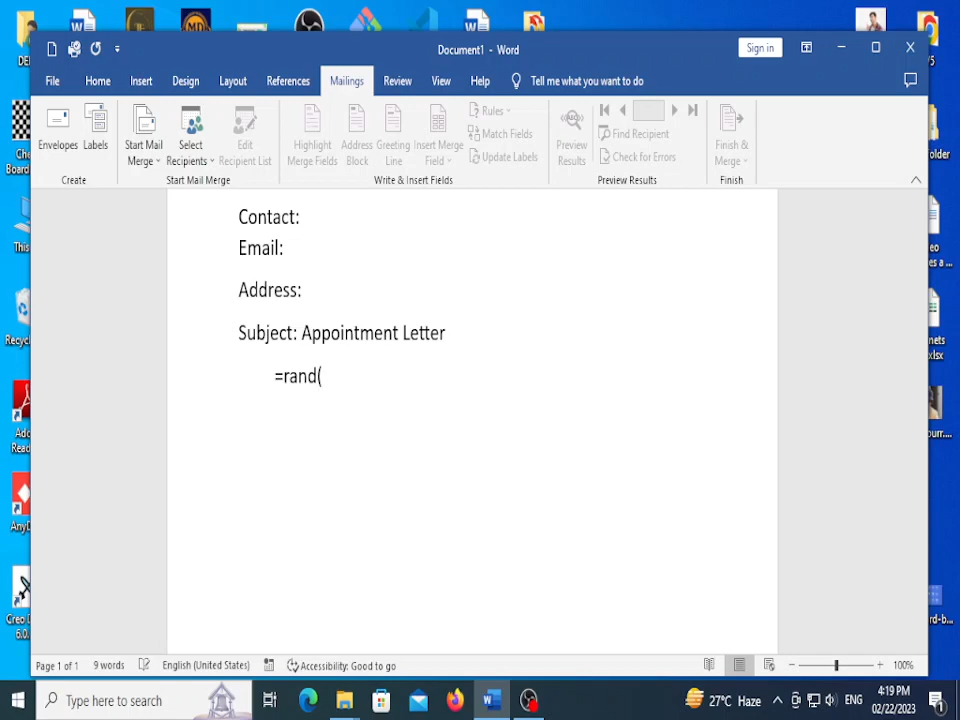 Document1 - Word
Sign in
File Home Insert Design Layout References Mailings Review View Help Tell me what you want to do
Envelopes Labels
Create
Start Mail Merge
Select Recipients
Edit Recipient List
Start Mail Merge
Highlight Merge Fields
Address Block
Greeting Line
Insert Merge Field
Rules
Match Fields
Update Labels
Write & Insert Fields
Preview Results
ABC
Find Recipient
Check for Errors
Preview Results
Finish & Merge
Finish
Contact:
Email:
Address:
Subject: Appointment Letter
=rand(
Page 1 of 1 9 words English (United States) Accessibility: Good to go 100%
Type here to search
27°C Haze ENG
4:19 PM
02/22/2023
1